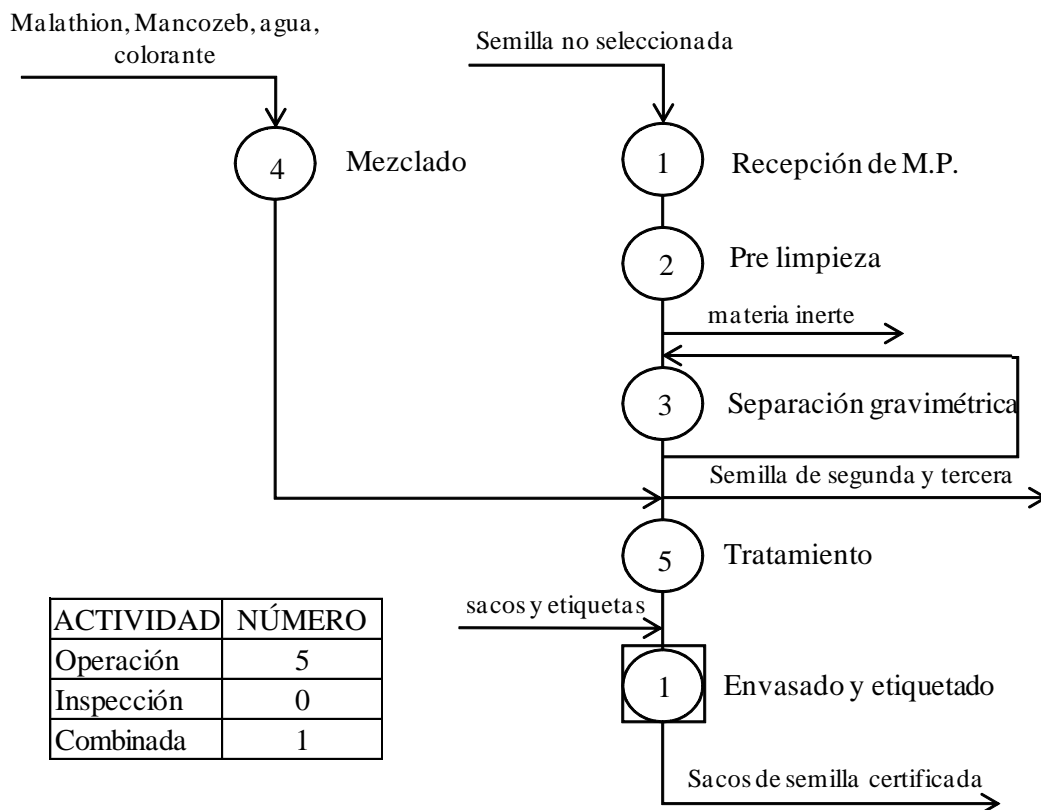 Malathion, Mancozeb, agua,
colorante
Semilla no seleccionada
4
Mezclado
1
Recepción de M.P.
2
Pre limpieza
materia inerte
3
Separación gravimétrica
Semilla de segunda y tercera
5
Tratamiento
sacos y etiquetas
1
Envasado y etiquetado
Sacos de semilla certificada
ACTIVIDAD NÚMERO
Operación 5
Inspección 0
Combinada 1